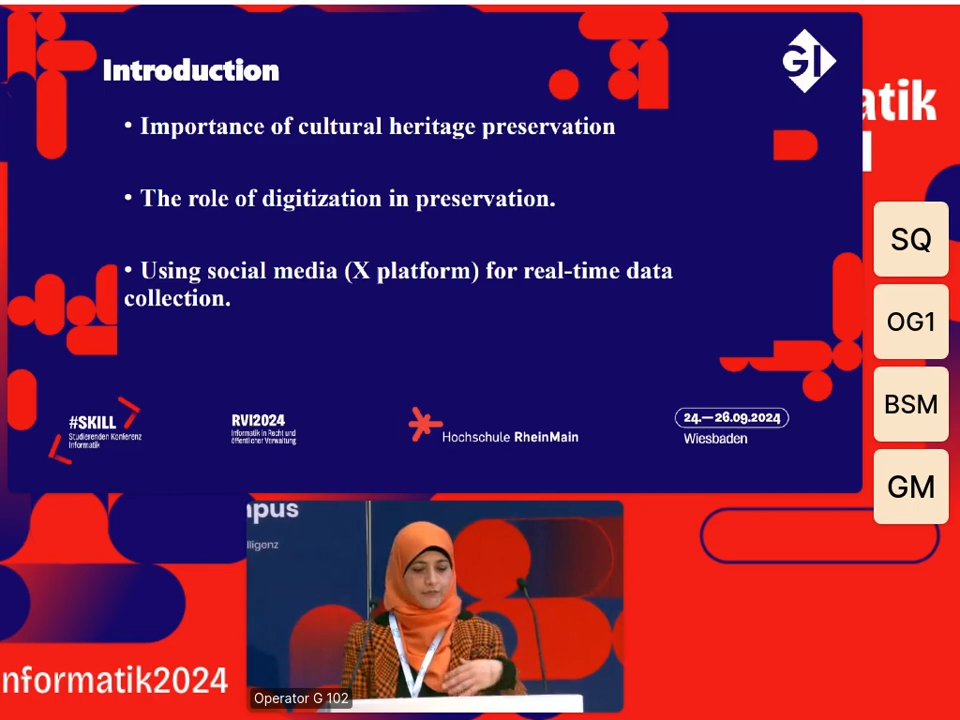 Introduction
GI
• Importance of cultural heritage preservation
• The role of digitization in preservation.
• Using social media (X platform) for real-time data
collection.
#SKILL
Studierenden Konferenz
Informatik
RVI2024
Informatik in Recht und
öffentlicher Verwaltung
Hochschule RheinMain
24.—26.09.2024
Wiesbaden
atik
SQ
OG1
BSM
GM
npus
lligenz
Operator G 102
nformatik2024